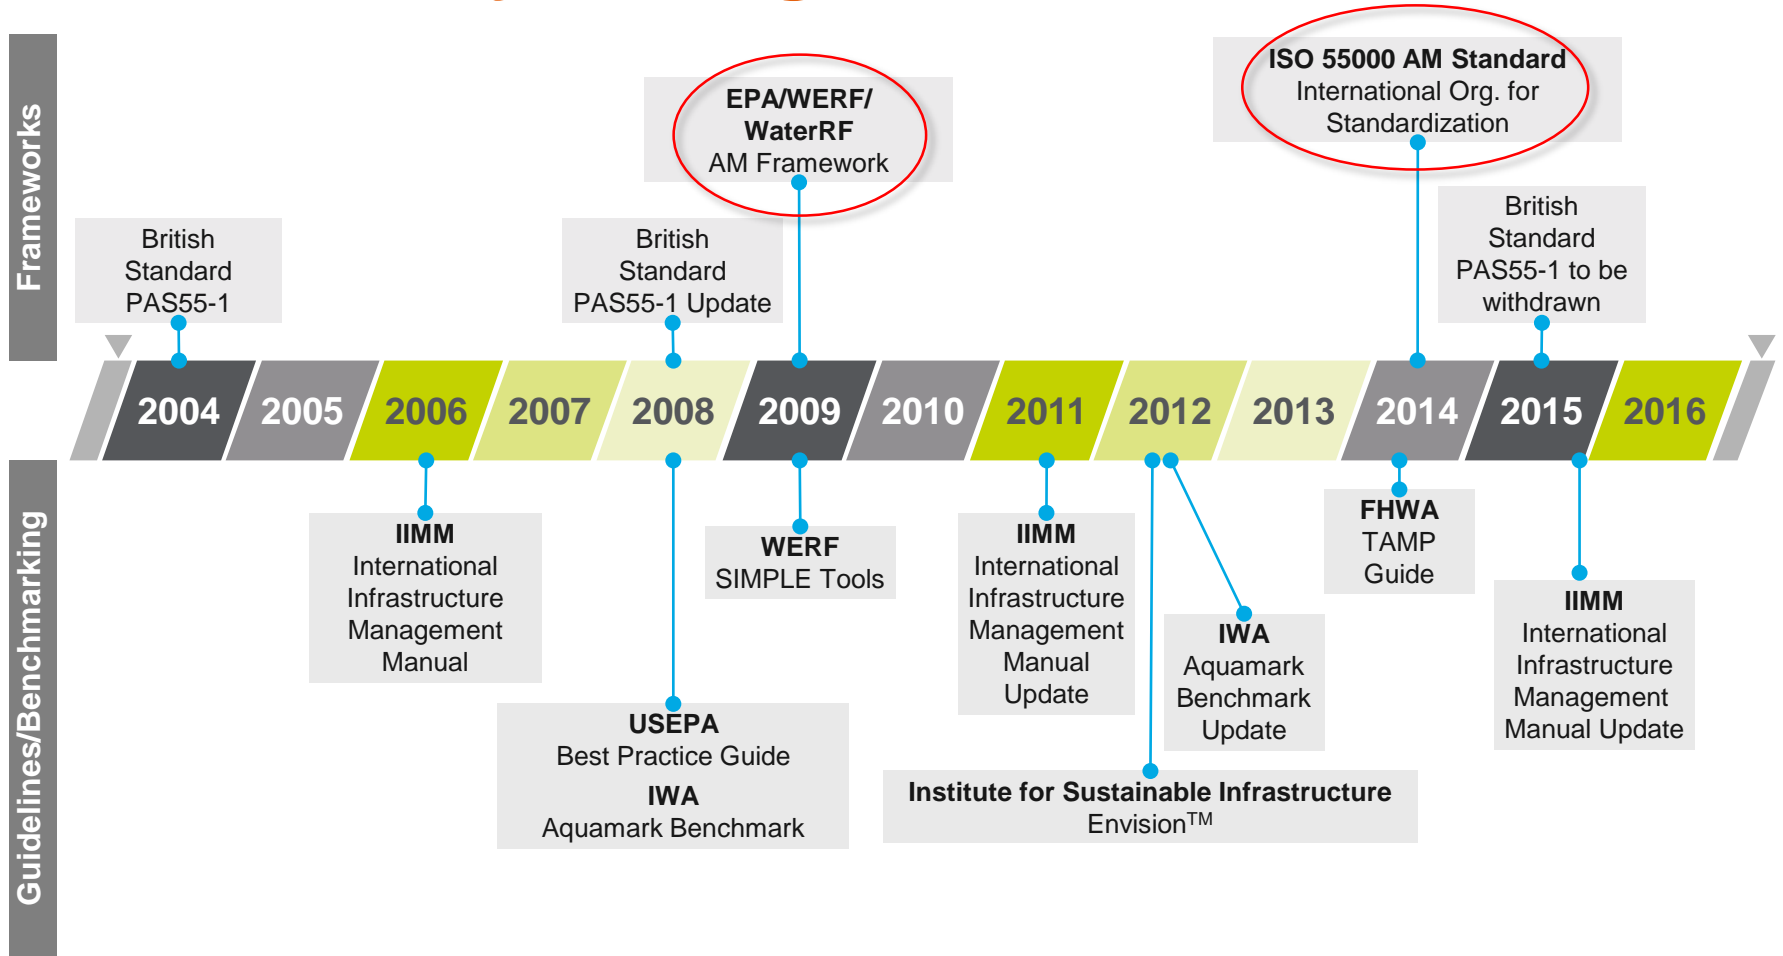 Frameworks
British
Standard
PAS55-1
British
Standard
PAS55-1 Update
EPA/WERF/
WaterRF
AM Framework
ISO 55000 AM Standard
International Org. for
Standardization
British
Standard
PAS55-1 to be
withdrawn
2004
2005
2006
2007
2008
2009
2010
2011
2012
2013
2014
2015
2016
Guidelines/Benchmarking
IIMM
International
Infrastructure
Management
Manual
USEPA
Best Practice Guide
IWA
Aquamark Benchmark
WERF
SIMPLE Tools
IIMM
International
Infrastructure
Management
Manual
Update
Institute for Sustainable Infrastructure
Envision™
IWA
Aquamark
Benchmark
Update
FHWA
TAMP
Guide
IIMM
International
Infrastructure
Management
Manual Update